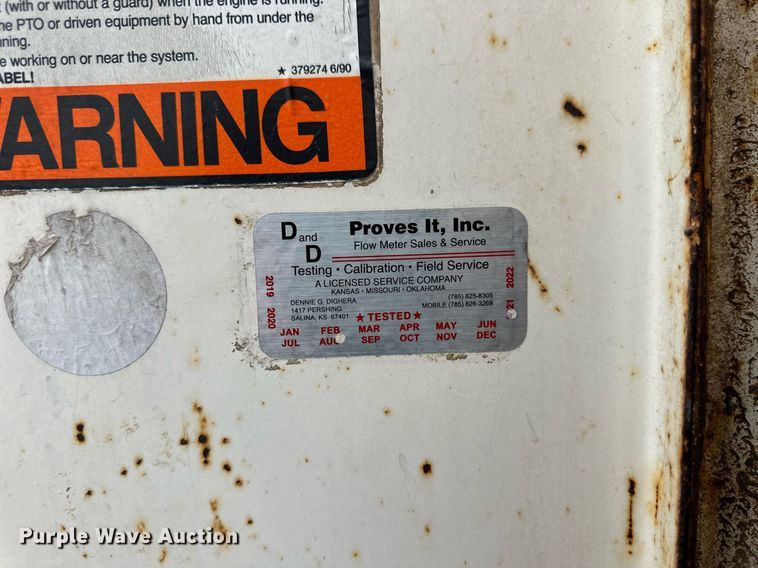 (with or without a guard) when the engine is running.
PTO or driven equipment by hand from under the
working on or near the system.
★ 379274 6/90
D and D
Proves It, Inc.
Flow Meter Sales & Service
Testing • Calibration • Field Service
A LICENSED SERVICE COMPANY
KANSAS • MISSOURI • OKLAHOMA
DENNIE G. DIGHERA
1417 PERSHING
SALINA, KS 67401
(785) 825-8305
MOBILE (785) 826-3269
2019 2020
21 2022
★ TESTED ★
JAN FEB MAR APR MAY JUN
JUL AUG SEP OCT NOV DEC
Purple Wave Auction